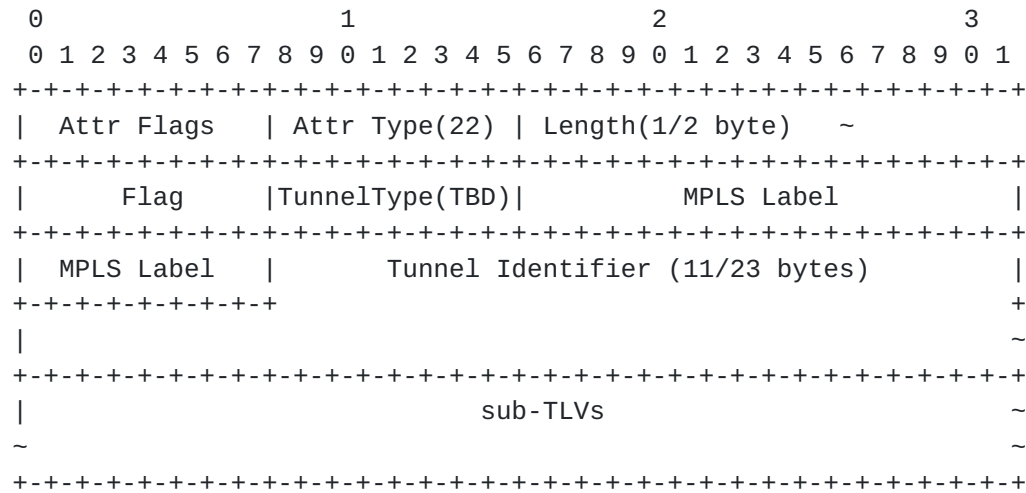 0                   1                   2                   3
 0 1 2 3 4 5 6 7 8 9 0 1 2 3 4 5 6 7 8 9 0 1 2 3 4 5 6 7 8 9 0 1
+-+-+-+-+-+-+-+-+-+-+-+-+-+-+-+-+-+-+-+-+-+-+-+-+-+-+-+-+-+-+-+-+
|  Attr Flags   | Attr Type(22) | Length(1/2 byte)   ~
+-+-+-+-+-+-+-+-+-+-+-+-+-+-+-+-+-+-+-+-+-+-+-+-+-+-+-+-+-+-+-+-+
|      Flag     |TunnelType(TBD)|          MPLS Label           |
+-+-+-+-+-+-+-+-+-+-+-+-+-+-+-+-+-+-+-+-+-+-+-+-+-+-+-+-+-+-+-+-+
|  MPLS Label   |       Tunnel Identifier (11/23 bytes)         |
+-+-+-+-+-+-+-+-+                                               +
|                                                               ~
+-+-+-+-+-+-+-+-+-+-+-+-+-+-+-+-+-+-+-+-+-+-+-+-+-+-+-+-+-+-+-+-+
|                             sub-TLVs                          ~
~                                                               ~
+-+-+-+-+-+-+-+-+-+-+-+-+-+-+-+-+-+-+-+-+-+-+-+-+-+-+-+-+-+-+-+-+